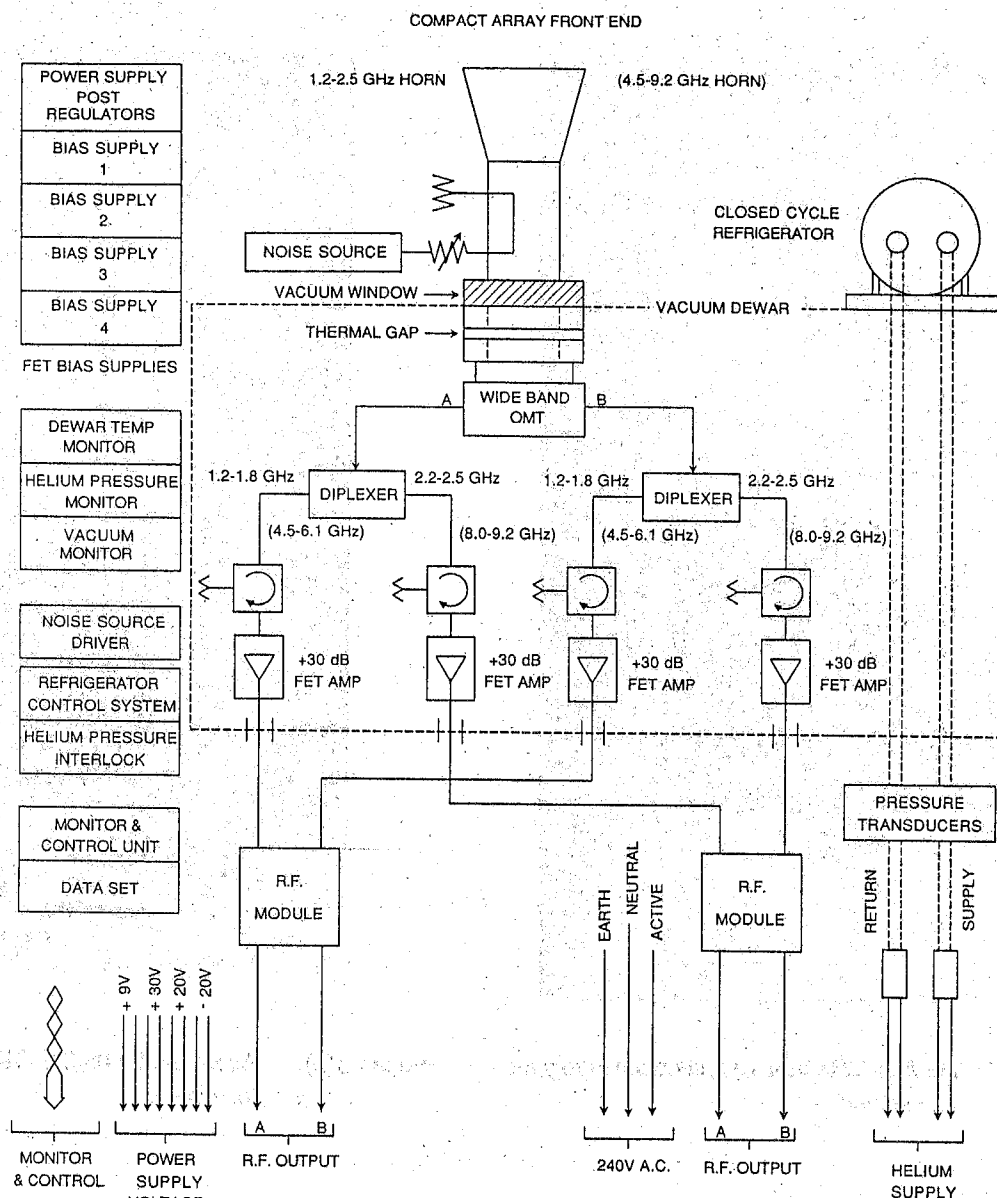 COMPACT ARRAY FRONT END
1.2-2.5 GHz HORN
(4.5-9.2 GHz HORN)
POWER SUPPLY
POST
REGULATORS
BIAS SUPPLY
1
BIAS SUPPLY
2
BIAS SUPPLY
3
BIAS SUPPLY
4
FET BIAS SUPPLIES
NOISE SOURCE
VACUUM WINDOW
THERMAL GAP
CLOSED CYCLE
REFRIGERATOR
VACUUM DEWAR
A
WIDE BAND
OMT
B
DEWAR TEMP
MONITOR
HELIUM PRESSURE
MONITOR
VACUUM
MONITOR
1.2-1.8 GHz
DIPLEXER
2.2-2.5 GHz
(4.5-6.1 GHz)
(8.0-9.2 GHz)
1.2-1.8 GHz
DIPLEXER
2.2-2.5 GHz
(4.5-6.1 GHz)
(8.0-9.2 GHz)
NOISE SOURCE
DRIVER
REFRIGERATOR
CONTROL SYSTEM
HELIUM PRESSURE
INTERLOCK
+30 dB
FET AMP
+30 dB
FET AMP
+30 dB
FET AMP
+30 dB
FET AMP
MONITOR &
CONTROL UNIT
DATA SET
R.F.
MODULE
EARTH
NEUTRAL
ACTIVE
R.F.
MODULE
PRESSURE
TRANSDUCERS
RETURN
SUPPLY
+ 9V
+ 30V
+ 20V
- 20V
MONITOR
& CONTROL
POWER
SUPPLY
VOLTAGE
A
B
R.F. OUTPUT
240V A.C.
A
B
R.F. OUTPUT
HELIUM
SUPPLY